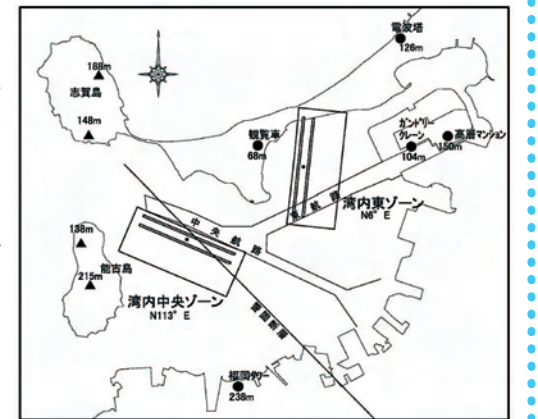 電波塔
126m
188m
志賀島
148m
観覧車
68m
ガントリー
クレーン
104m
高層マンション
150m
東航路
湾内東ゾーン
N6°E
中央航路
138m
能古島
215m
湾内中央ゾーン
N113°E
警固断層
福岡タワー
238m